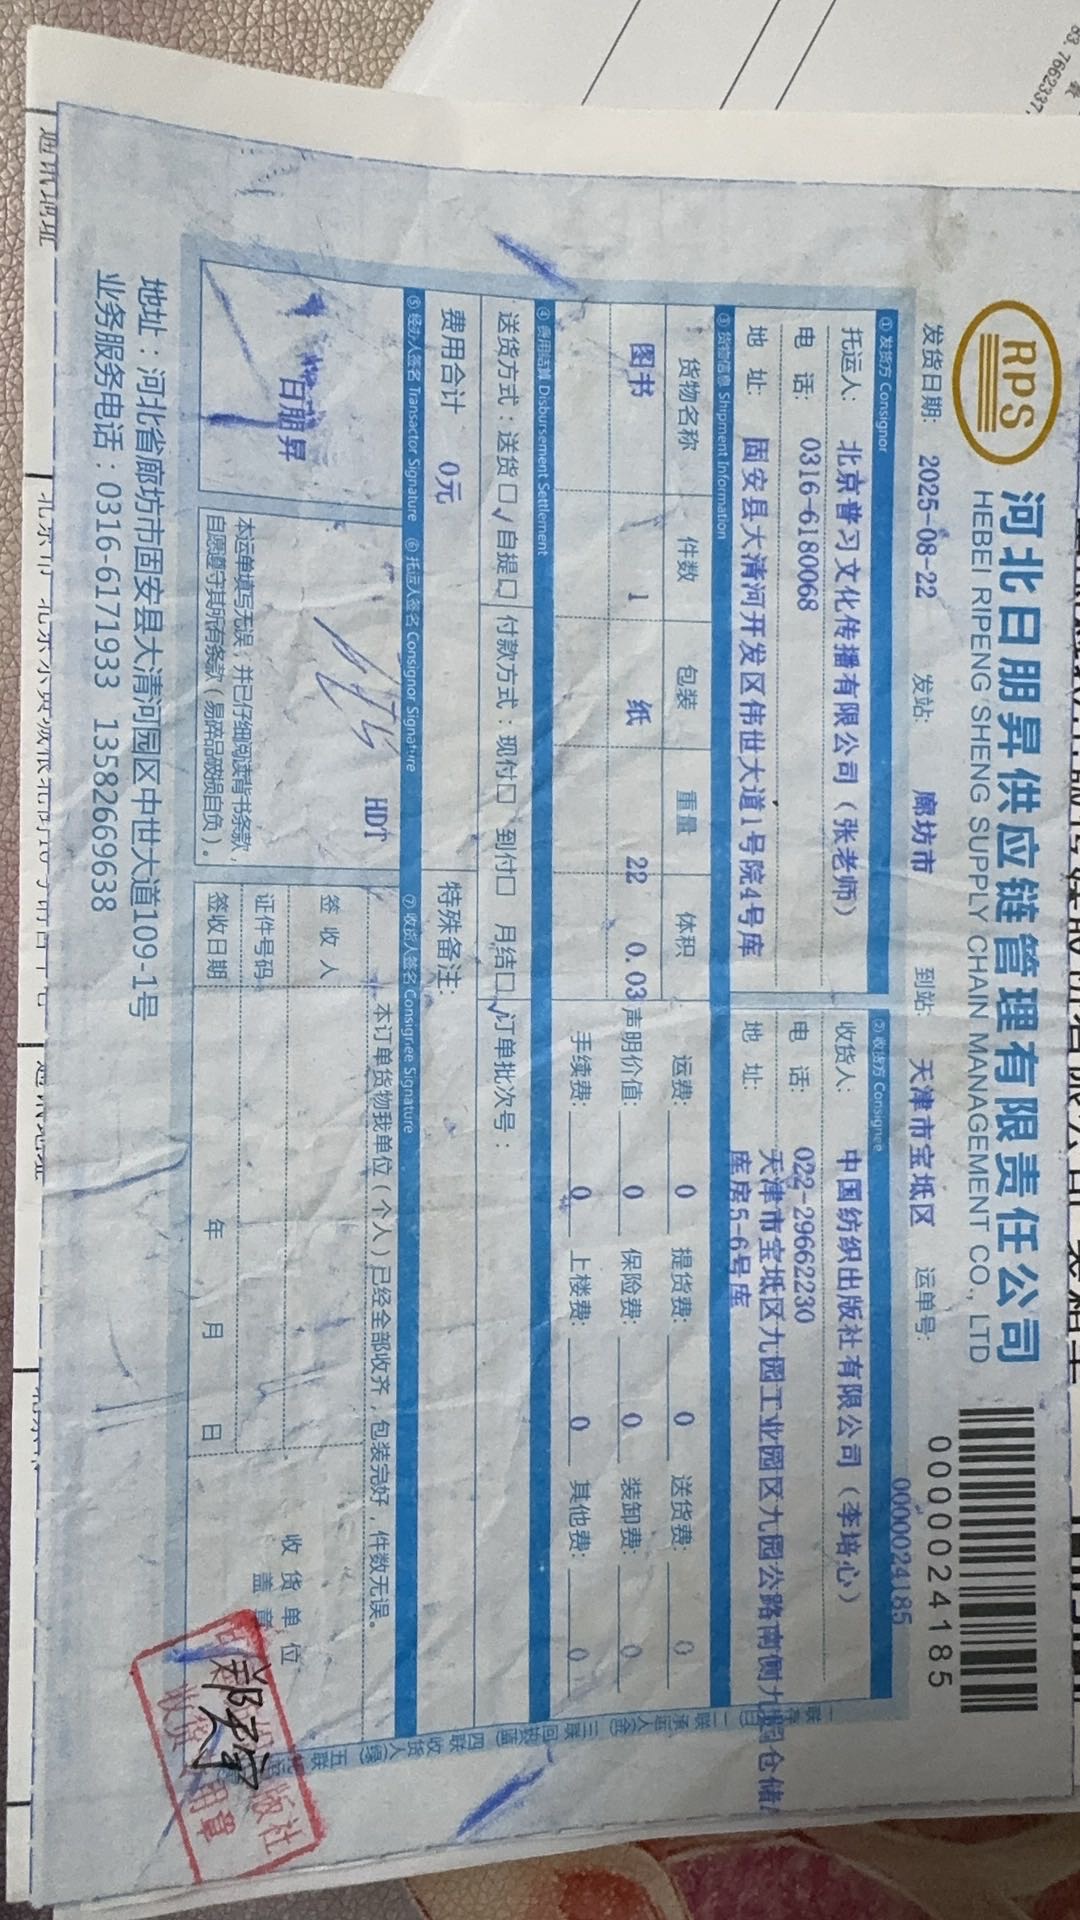 RPS
河北日朋昇供应链管理有限责任公司
HEBEI RIPENG SHENG SUPPLY CHAIN MANAGEMENT CO., LTD
0000024185
发货日期: 2025-08-22 发站: 廊坊市 到站: 天津市宝坻区 运单号: 0000024185
① 发货方 Consignor ② 收货方 Consignee
托运人: 北京普习文化传播有限公司（张老师） 收货人: 中国纺织出版社有限公司（李培心）
电 话: 0316-6180068 电 话: 022-29662230
地 址: 固安县大清河开发区伟世大道1号院4号库 地 址: 天津市宝坻区九园工业园区九园公路南侧九园仓储
库房5-6号库
③ 货物信息 Shipment Information
货物名称 件数 包装 重量 体积 运费: 0 提货费: 0 送货费: 0
图书 1 纸 22 0.03 声明价值: 0 保险费: 0 装卸费: 0
手续费: 0 上楼费: 0 其他费: 0
④ 费用结算 Disbursement Settlement
送货方式：送货□√自提□ 付款方式：现付□ 到付□ 月结□√ 订单批次号：
费用合计 0元 特殊备注:
⑤ 经办人签名 Transactor Signature ⑥ 托运人签名 Consignor Signature ⑦ 收货人签名 Consignee Signature
日朋昇
HDT
本订单货物我单位（个人）已经全部收齐，包装完好，件数无误。
签 收 人
证件号码
签收日期 年 月 日
收 货 单 位
盖 章
本运单填写无误，并已仔细阅读背书条款，
自愿遵守其所有条款（易碎品破损自负）。
地址：河北省廊坊市固安县大清河园区中世大道109-1号
业务服务电话：0316-6171933 13582669638
通讯地址